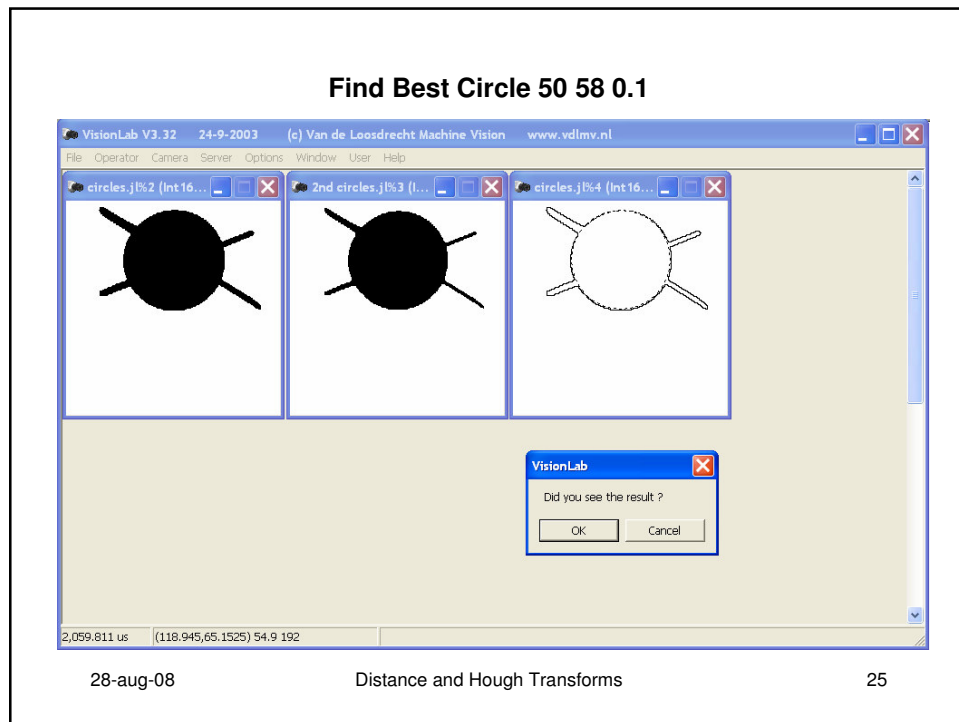 Find Best Circle 50 58 0.1
VisionLab V3.32 24-9-2003 (c) Van de Loosdrecht Machine Vision www.vdlmv.nl
File Operator Camera Server Options Window User Help
circles.jl%2 (Int16... 2nd circles.jl%3 (I... circles.jl%4 (Int16...
VisionLab
Did you see the result ?
OK Cancel
2,059.811 us (118.945,65.1525) 54.9 192
28-aug-08 Distance and Hough Transforms 25